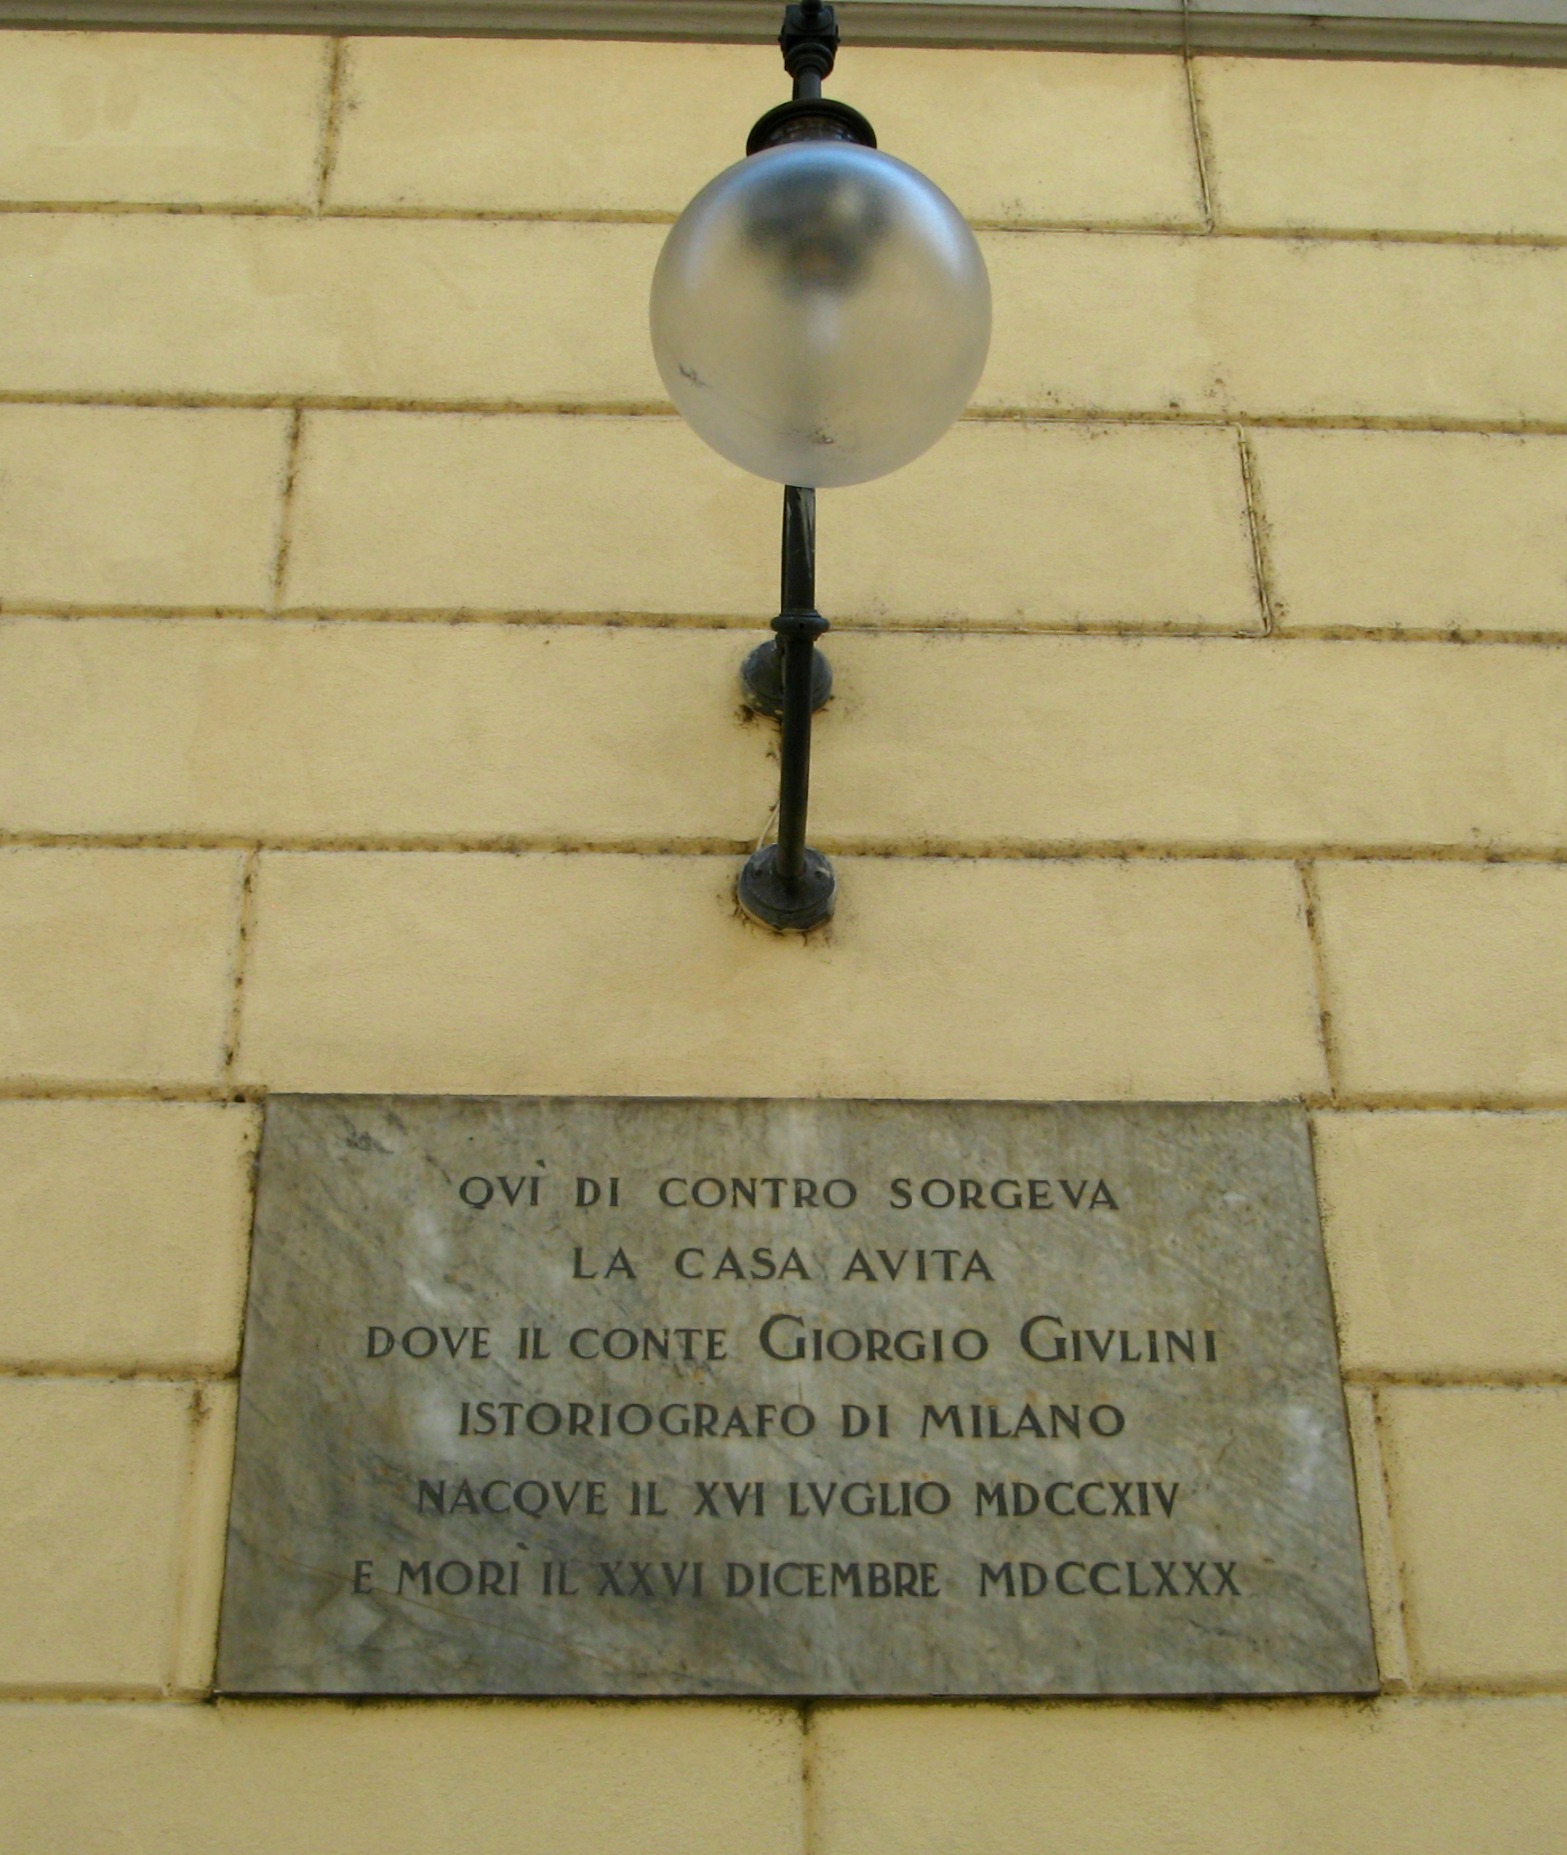 QVÌ DI CONTRO SORGEVA
LA CASA AVITA
DOVE IL CONTE GIORGIO GIVLINI
ISTORIOGRAFO DI MILANO
NACQVE IL XVI LVGLIO MDCCXIV
E MORÌ IL XXVI DICEMBRE MDCCLXXX